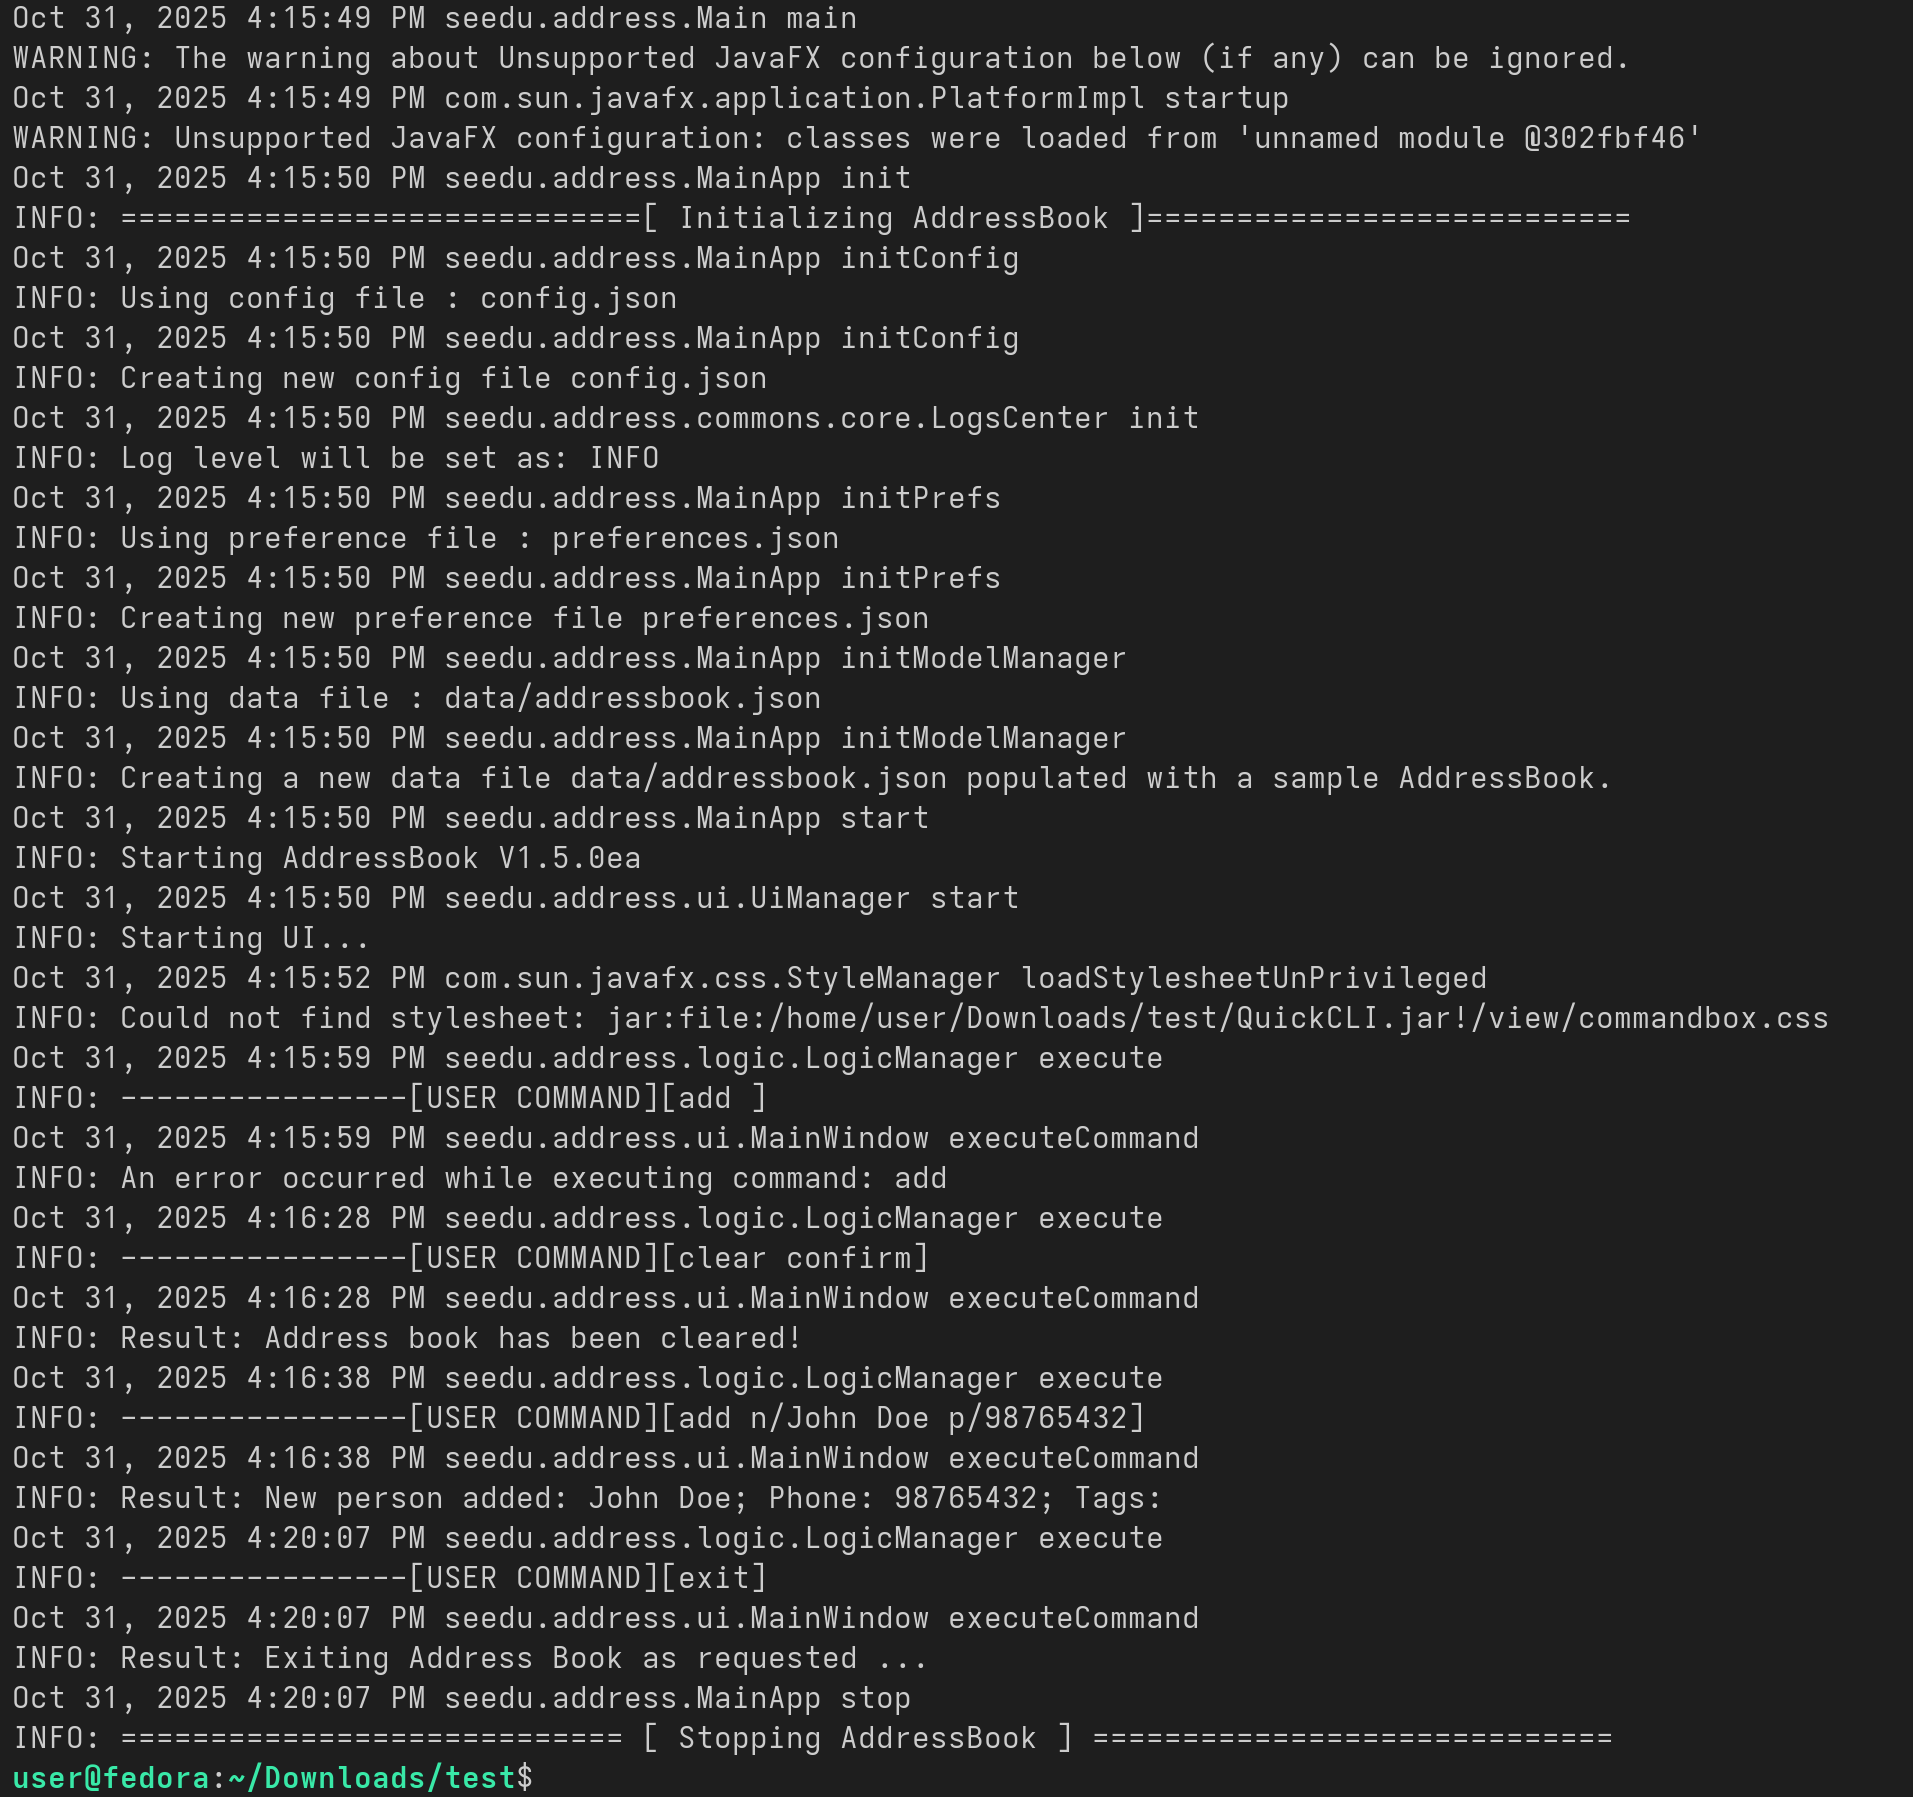 Oct 31, 2025 4:15:49 PM seedu.address.Main main
WARNING: The warning about Unsupported JavaFX configuration below (if any) can be ignored.
Oct 31, 2025 4:15:49 PM com.sun.javafx.application.PlatformImpl startup
WARNING: Unsupported JavaFX configuration: classes were loaded from 'unnamed module @302fbf46'
Oct 31, 2025 4:15:50 PM seedu.address.MainApp init
INFO: =============================[ Initializing AddressBook ]===========================
Oct 31, 2025 4:15:50 PM seedu.address.MainApp initConfig
INFO: Using config file : config.json
Oct 31, 2025 4:15:50 PM seedu.address.MainApp initConfig
INFO: Creating new config file config.json
Oct 31, 2025 4:15:50 PM seedu.address.commons.core.LogsCenter init
INFO: Log level will be set as: INFO
Oct 31, 2025 4:15:50 PM seedu.address.MainApp initPrefs
INFO: Using preference file : preferences.json
Oct 31, 2025 4:15:50 PM seedu.address.MainApp initPrefs
INFO: Creating new preference file preferences.json
Oct 31, 2025 4:15:50 PM seedu.address.MainApp initModelManager
INFO: Using data file : data/addressbook.json
Oct 31, 2025 4:15:50 PM seedu.address.MainApp initModelManager
INFO: Creating a new data file data/addressbook.json populated with a sample AddressBook.
Oct 31, 2025 4:15:50 PM seedu.address.MainApp start
INFO: Starting AddressBook V1.5.0ea
Oct 31, 2025 4:15:50 PM seedu.address.ui.UiManager start
INFO: Starting UI...
Oct 31, 2025 4:15:52 PM com.sun.javafx.css.StyleManager loadStylesheetUnPrivileged
INFO: Could not find stylesheet: jar:file:/home/user/Downloads/test/QuickCLI.jar!/view/commandbox.css
Oct 31, 2025 4:15:59 PM seedu.address.logic.LogicManager execute
INFO: ----------------[USER COMMAND][add ]
Oct 31, 2025 4:15:59 PM seedu.address.ui.MainWindow executeCommand
INFO: An error occurred while executing command: add
Oct 31, 2025 4:16:28 PM seedu.address.logic.LogicManager execute
INFO: ----------------[USER COMMAND][clear confirm]
Oct 31, 2025 4:16:28 PM seedu.address.ui.MainWindow executeCommand
INFO: Result: Address book has been cleared!
Oct 31, 2025 4:16:38 PM seedu.address.logic.LogicManager execute
INFO: ----------------[USER COMMAND][add n/John Doe p/98765432]
Oct 31, 2025 4:16:38 PM seedu.address.ui.MainWindow executeCommand
INFO: Result: New person added: John Doe; Phone: 98765432; Tags:
Oct 31, 2025 4:20:07 PM seedu.address.logic.LogicManager execute
INFO: ----------------[USER COMMAND][exit]
Oct 31, 2025 4:20:07 PM seedu.address.ui.MainWindow executeCommand
INFO: Result: Exiting Address Book as requested ...
Oct 31, 2025 4:20:07 PM seedu.address.MainApp stop
INFO: ============================ [ Stopping AddressBook ] =============================
user@fedora:~/Downloads/test$